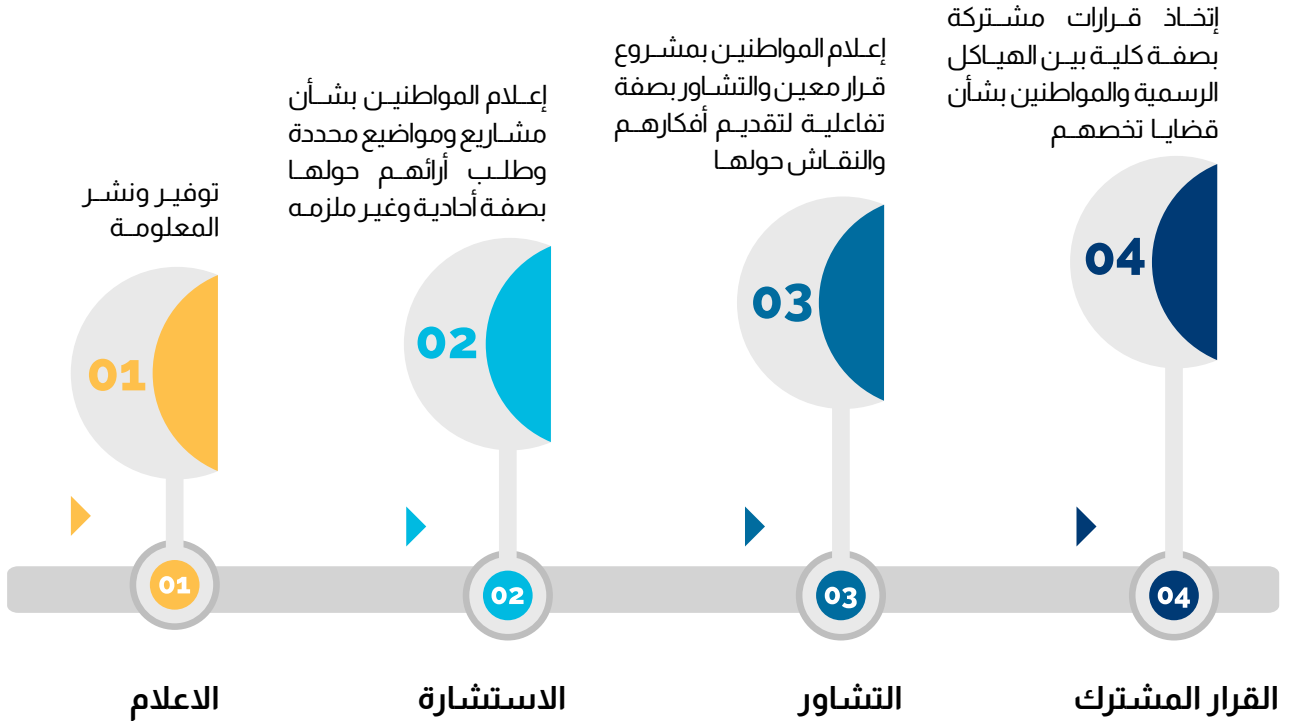 توفير ونشر
المعلومة
01
01
الاعلام
إعلام المواطنين بشأن
مشاريع ومواضيع محددة
وطلب أرائهم حولها
بصفة أحادية وغير ملزمه
02
02
الاستشارة
إعلام المواطنين بمشروع
قرار معين والتشاور بصفة
تفاعلية لتقديم أفكارهم
والنقاش حولها
03
03
التشاور
إتخاذ قرارات مشتركة
بصفة كلية بين الهياكل
الرسمية والمواطنين بشأن
قضايا تخصهم
04
04
القرار المشترك